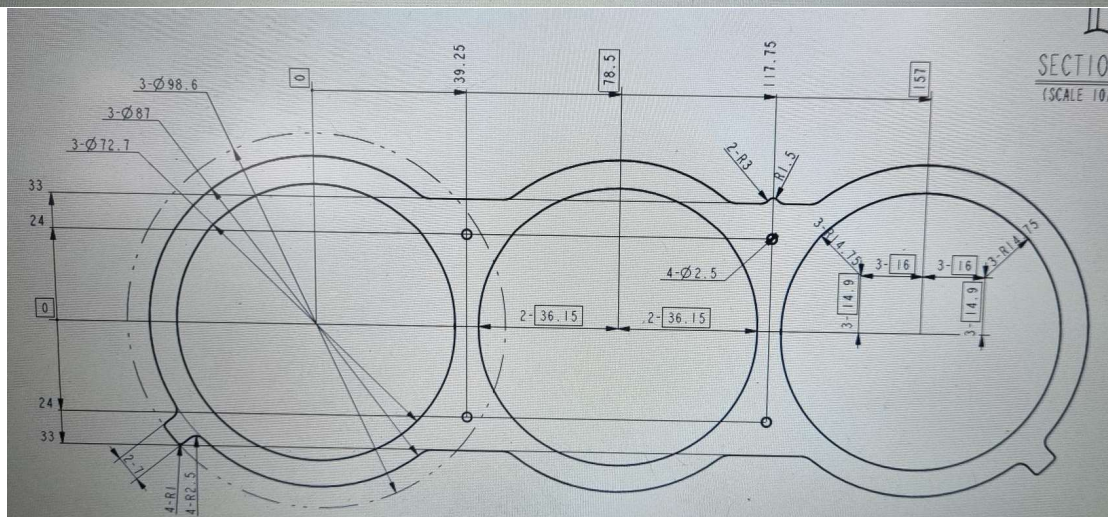 SECTIO
(SCALE 10
0
39.25
78.5
117.75
157
3-Ø98.6
3-Ø87
3-Ø72.7
2-R3
R1.5
33
24
0
24
33
4-Ø2.5
3-R14.75
3-16
3-16
3-R14.75
3-14.9
3-14.9
2-36.15
2-36.15
2-7
4-R1
4-R2.5